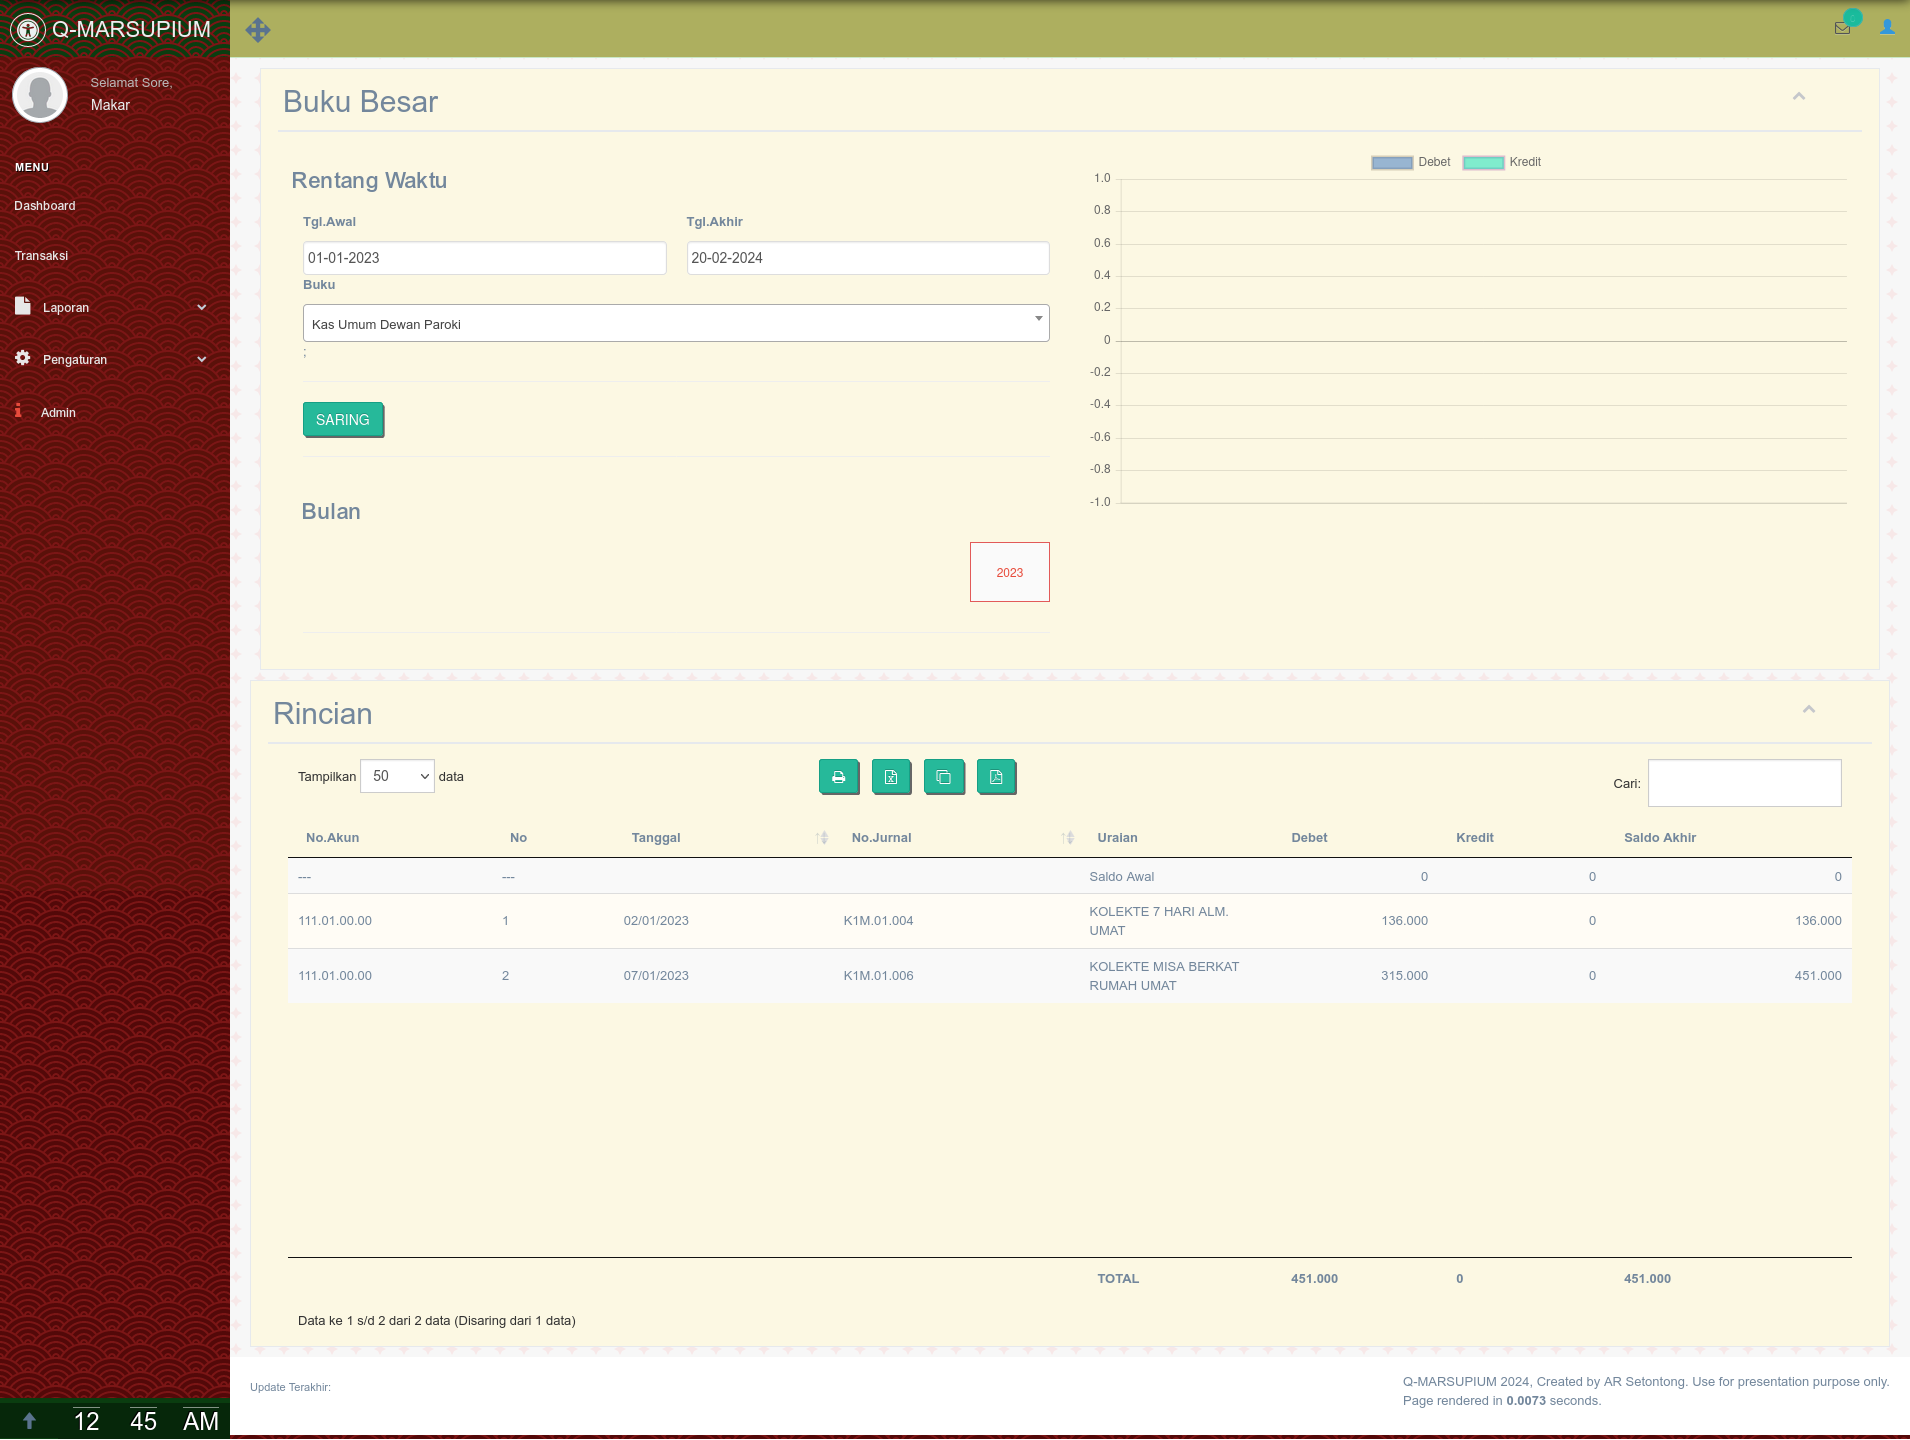 Q-MARSUPIUM
Selamat Sore,
Makar
MENU
Dashboard
Transaksi
Laporan
Pengaturan
Admin
12 45 AM
Buku Besar
Rentang Waktu
Tgl.Awal Tgl.Akhir
01-01-2023 20-02-2024
Buku
Kas Umum Dewan Paroki
;
SARING
Bulan
2023
Debet Kredit
1.0
0.8
0.6
0.4
0.2
0
-0.2
-0.4
-0.6
-0.8
-1.0
Rincian
Tampilkan 50 data
Cari:
No.Akun No Tanggal No.Jurnal Uraian Debet Kredit Saldo Akhir
--- --- Saldo Awal 0 0 0
111.01.00.00 1 02/01/2023 K1M.01.004 KOLEKTE 7 HARI ALM. 136.000 0 136.000
UMAT
111.01.00.00 2 07/01/2023 K1M.01.006 KOLEKTE MISA BERKAT 315.000 0 451.000
RUMAH UMAT
TOTAL 451.000 0 451.000
Data ke 1 s/d 2 dari 2 data (Disaring dari 1 data)
Update Terakhir:
Q-MARSUPIUM 2024, Created by AR Setontong. Use for presentation purpose only.
Page rendered in 0.0073 seconds.